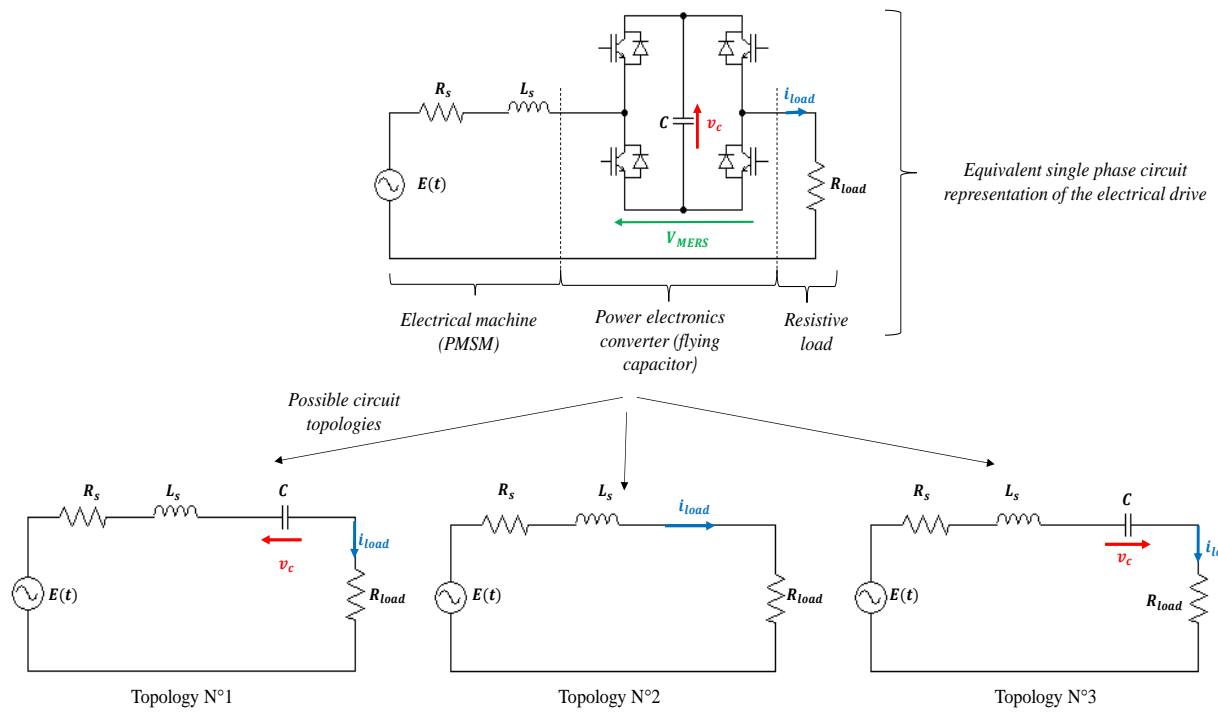 R_s
L_s
E(t)
C
v_c
i_load
R_load
V_MERS
Equivalent single phase circuit
representation of the electrical drive
Electrical machine
(PMSM)
Power electronics
converter (flying
capacitor)
Resistive
load
Possible circuit
topologies
R_s
L_s
C
v_c
i_load
E(t)
R_load
Topology N°1
R_s
L_s
i_load
E(t)
R_load
Topology N°2
R_s
L_s
C
v_c
i_lo
E(t)
R_load
Topology N°3